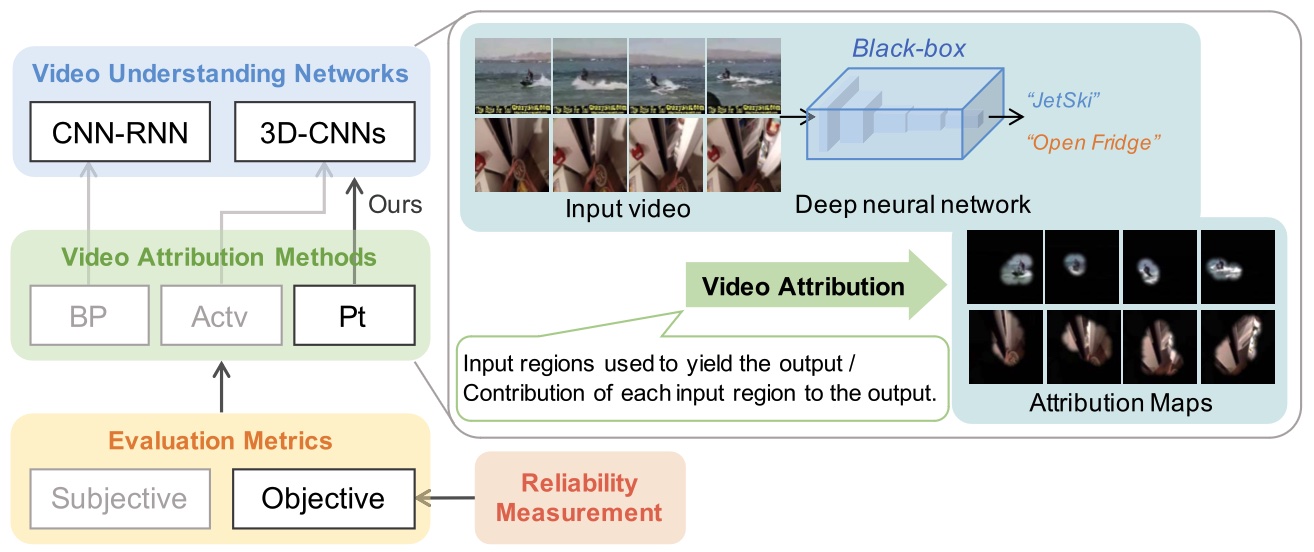 Video Understanding Networks
CNN-RNN
3D-CNNs
Ours
Video Attribution Methods
BP
Actv
Pt
Evaluation Metrics
Subjective
Objective
Reliability
Measurement
Black-box
"JetSki"
"Open Fridge"
Input video
Deep neural network
Video Attribution
Input regions used to yield the output /
Contribution of each input region to the output.
Attribution Maps